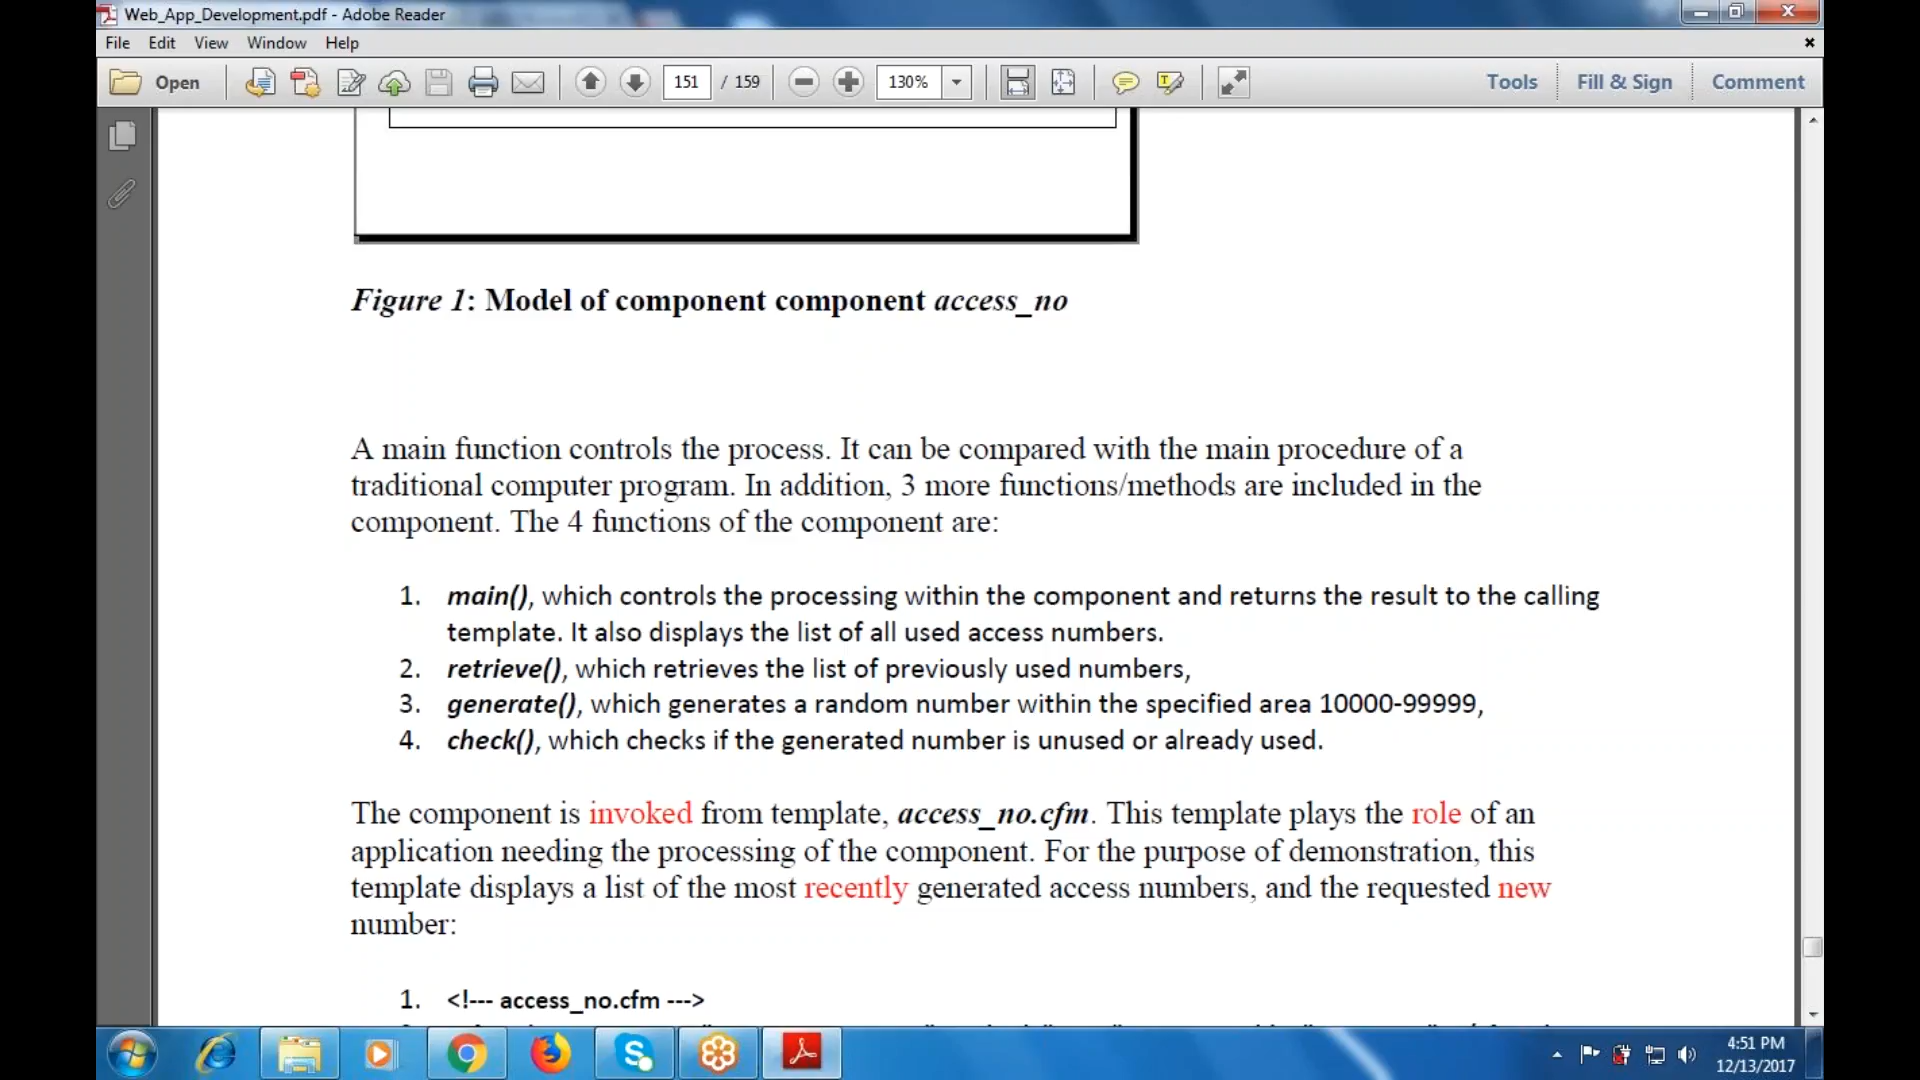 Web_App_Development.pdf - Adobe Reader
File Edit View Window Help
Open 151 / 159 130% Tools Fill & Sign Comment
Figure 1: Model of component component access_no
A main function controls the process. It can be compared with the main procedure of a
traditional computer program. In addition, 3 more functions/methods are included in the
component. The 4 functions of the component are:
1. main(), which controls the processing within the component and returns the result to the calling
template. It also displays the list of all used access numbers.
2. retrieve(), which retrieves the list of previously used numbers,
3. generate(), which generates a random number within the specified area 10000-99999,
4. check(), which checks if the generated number is unused or already used.
The component is invoked from template, access_no.cfm. This template plays the role of an
application needing the processing of the component. For the purpose of demonstration, this
template displays a list of the most recently generated access numbers, and the requested new
number:
1. <!--- access_no.cfm --->
4:51 PM
12/13/2017